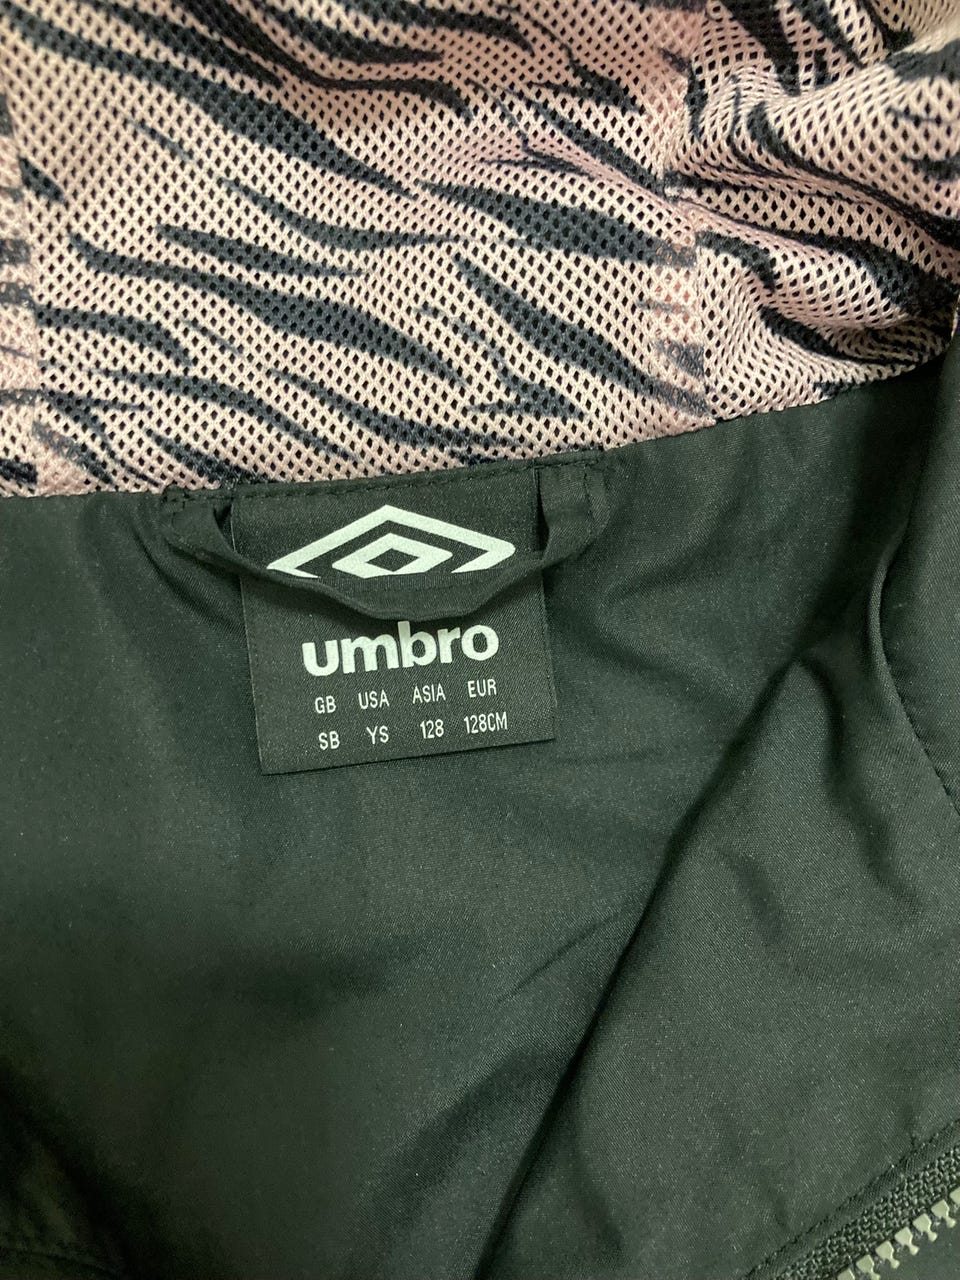 umbro
GB USA ASIA EUR
SB YS 128 128CM